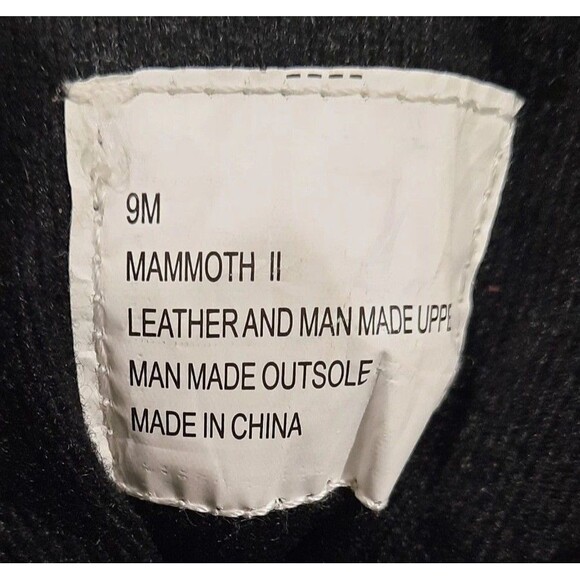 9M
MAMMOTH II
LEATHER AND MAN MADE UPPE
MAN MADE OUTSOLE
MADE IN CHINA